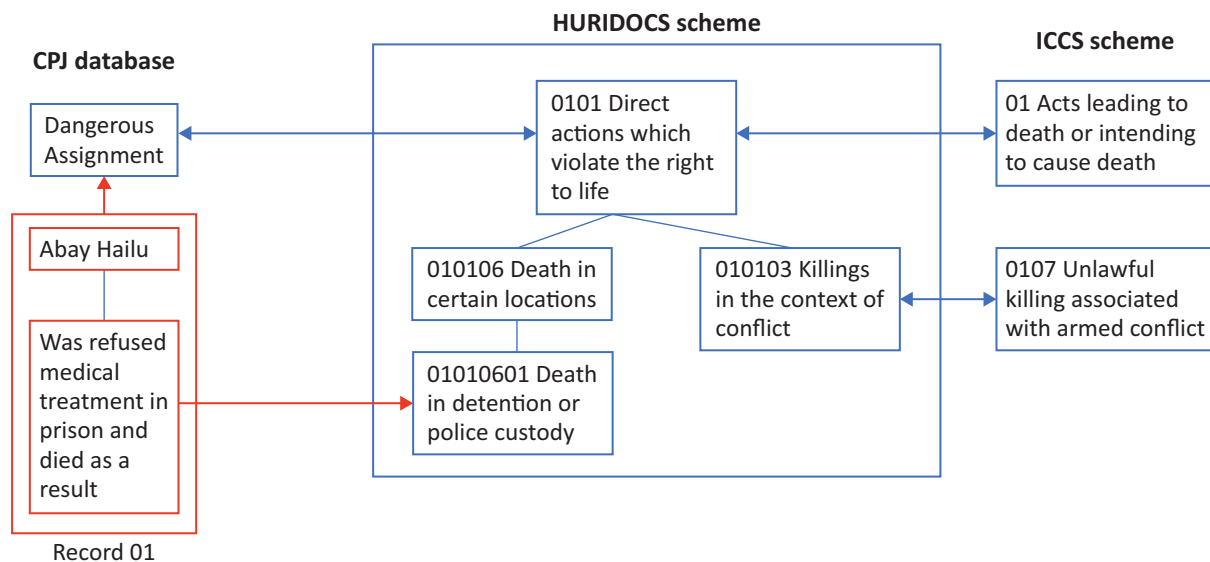 HURIDOCS scheme
CPJ database
ICCS scheme
Dangerous
Assignment
0101 Direct
actions which
violate the right
to life
01 Acts leading to
death or intending
to cause death
Abay Hailu
Was refused
medical
treatment in
prison and
died as a
result
Record 01
010106 Death in
certain locations
010103 Killings
in the context of
conflict
0107 Unlawful
killing associated
with armed conflict
01010601 Death
in detention or
police custody